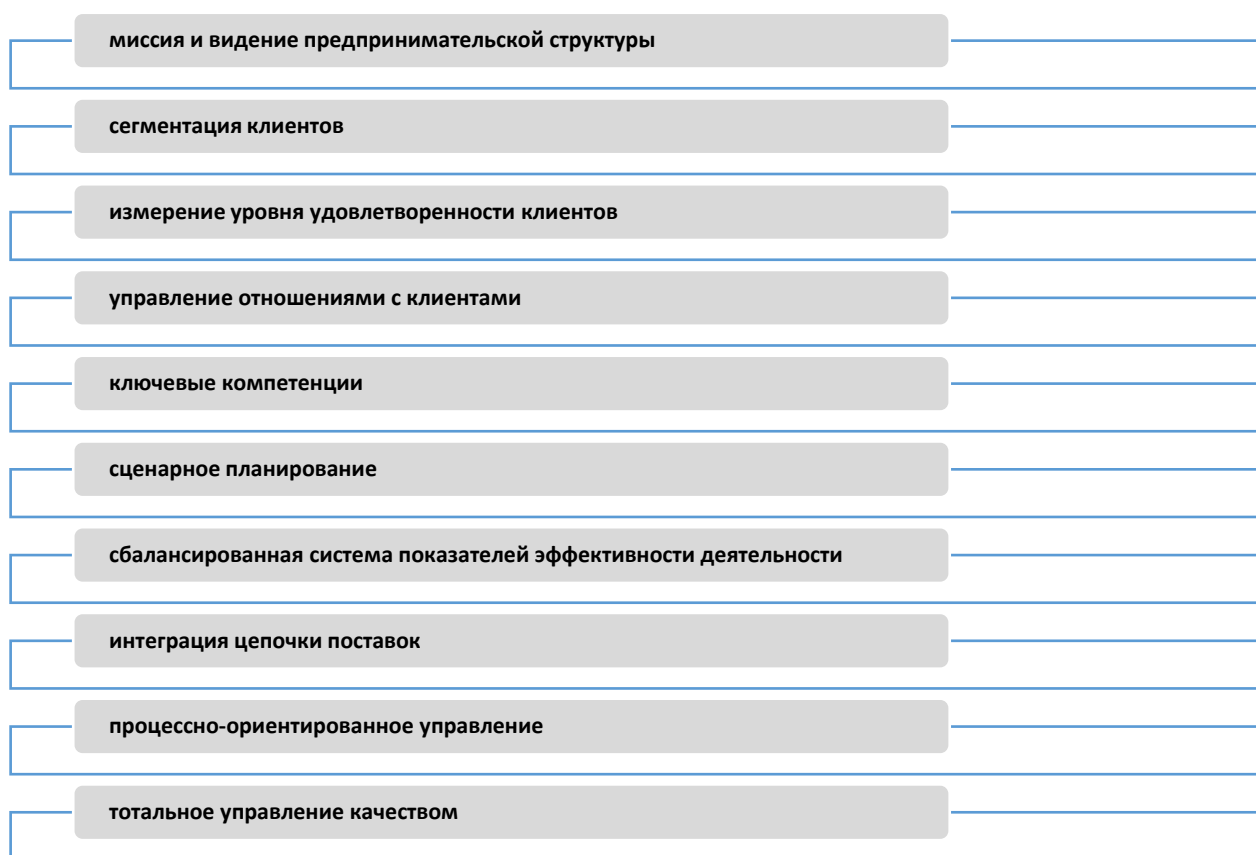 миссия и видение предпринимательской структуры
сегментация клиентов
измерение уровня удовлетворенности клиентов
управление отношениями с клиентами
ключевые компетенции
сценарное планирование
сбалансированная система показателей эффективности деятельности
интеграция цепочки поставок
процессно-ориентированное управление
тотальное управление качеством